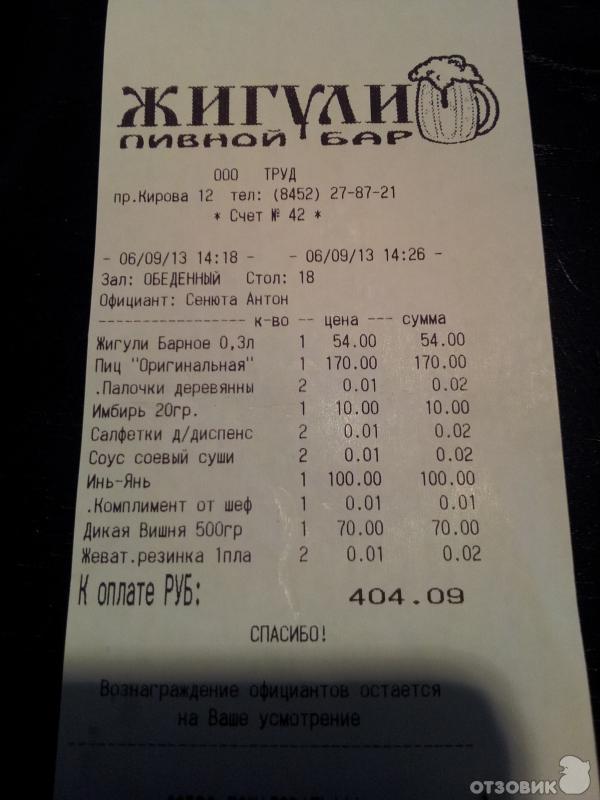 ЖИГУЛИ
ПИВНОЙ БАР
ООО ТРУД
пр.Кирова 12 тел: (8452) 27-87-21
* Счет № 42 *
- 06/09/13 14:18 - - 06/09/13 14:26 -
Зал: ОБЕДЕННЫЙ Стол: 18
Официант: Сенюта Антон
---------------- к-во -- цена --- сумма
Жигули Барное 0,3л 1 54.00 54.00
Пиц "Оригинальная" 1 170.00 170.00
.Палочки деревянны 2 0.01 0.02
Имбирь 20гр. 1 10.00 10.00
Салфетки д/диспенс 2 0.01 0.02
Соус соевый суши 2 0.01 0.02
Инь-Янь 1 100.00 100.00
.Комплимент от шеф 1 0.01 0.01
Дикая Вишня 500гр 1 70.00 70.00
Жеват.резинка 1пла 2 0.01 0.02
К оплате РУБ: 404.09
СПАСИБО!
Вознаграждение официантов остается
на Ваше усмотрение
ОТЗОВИК